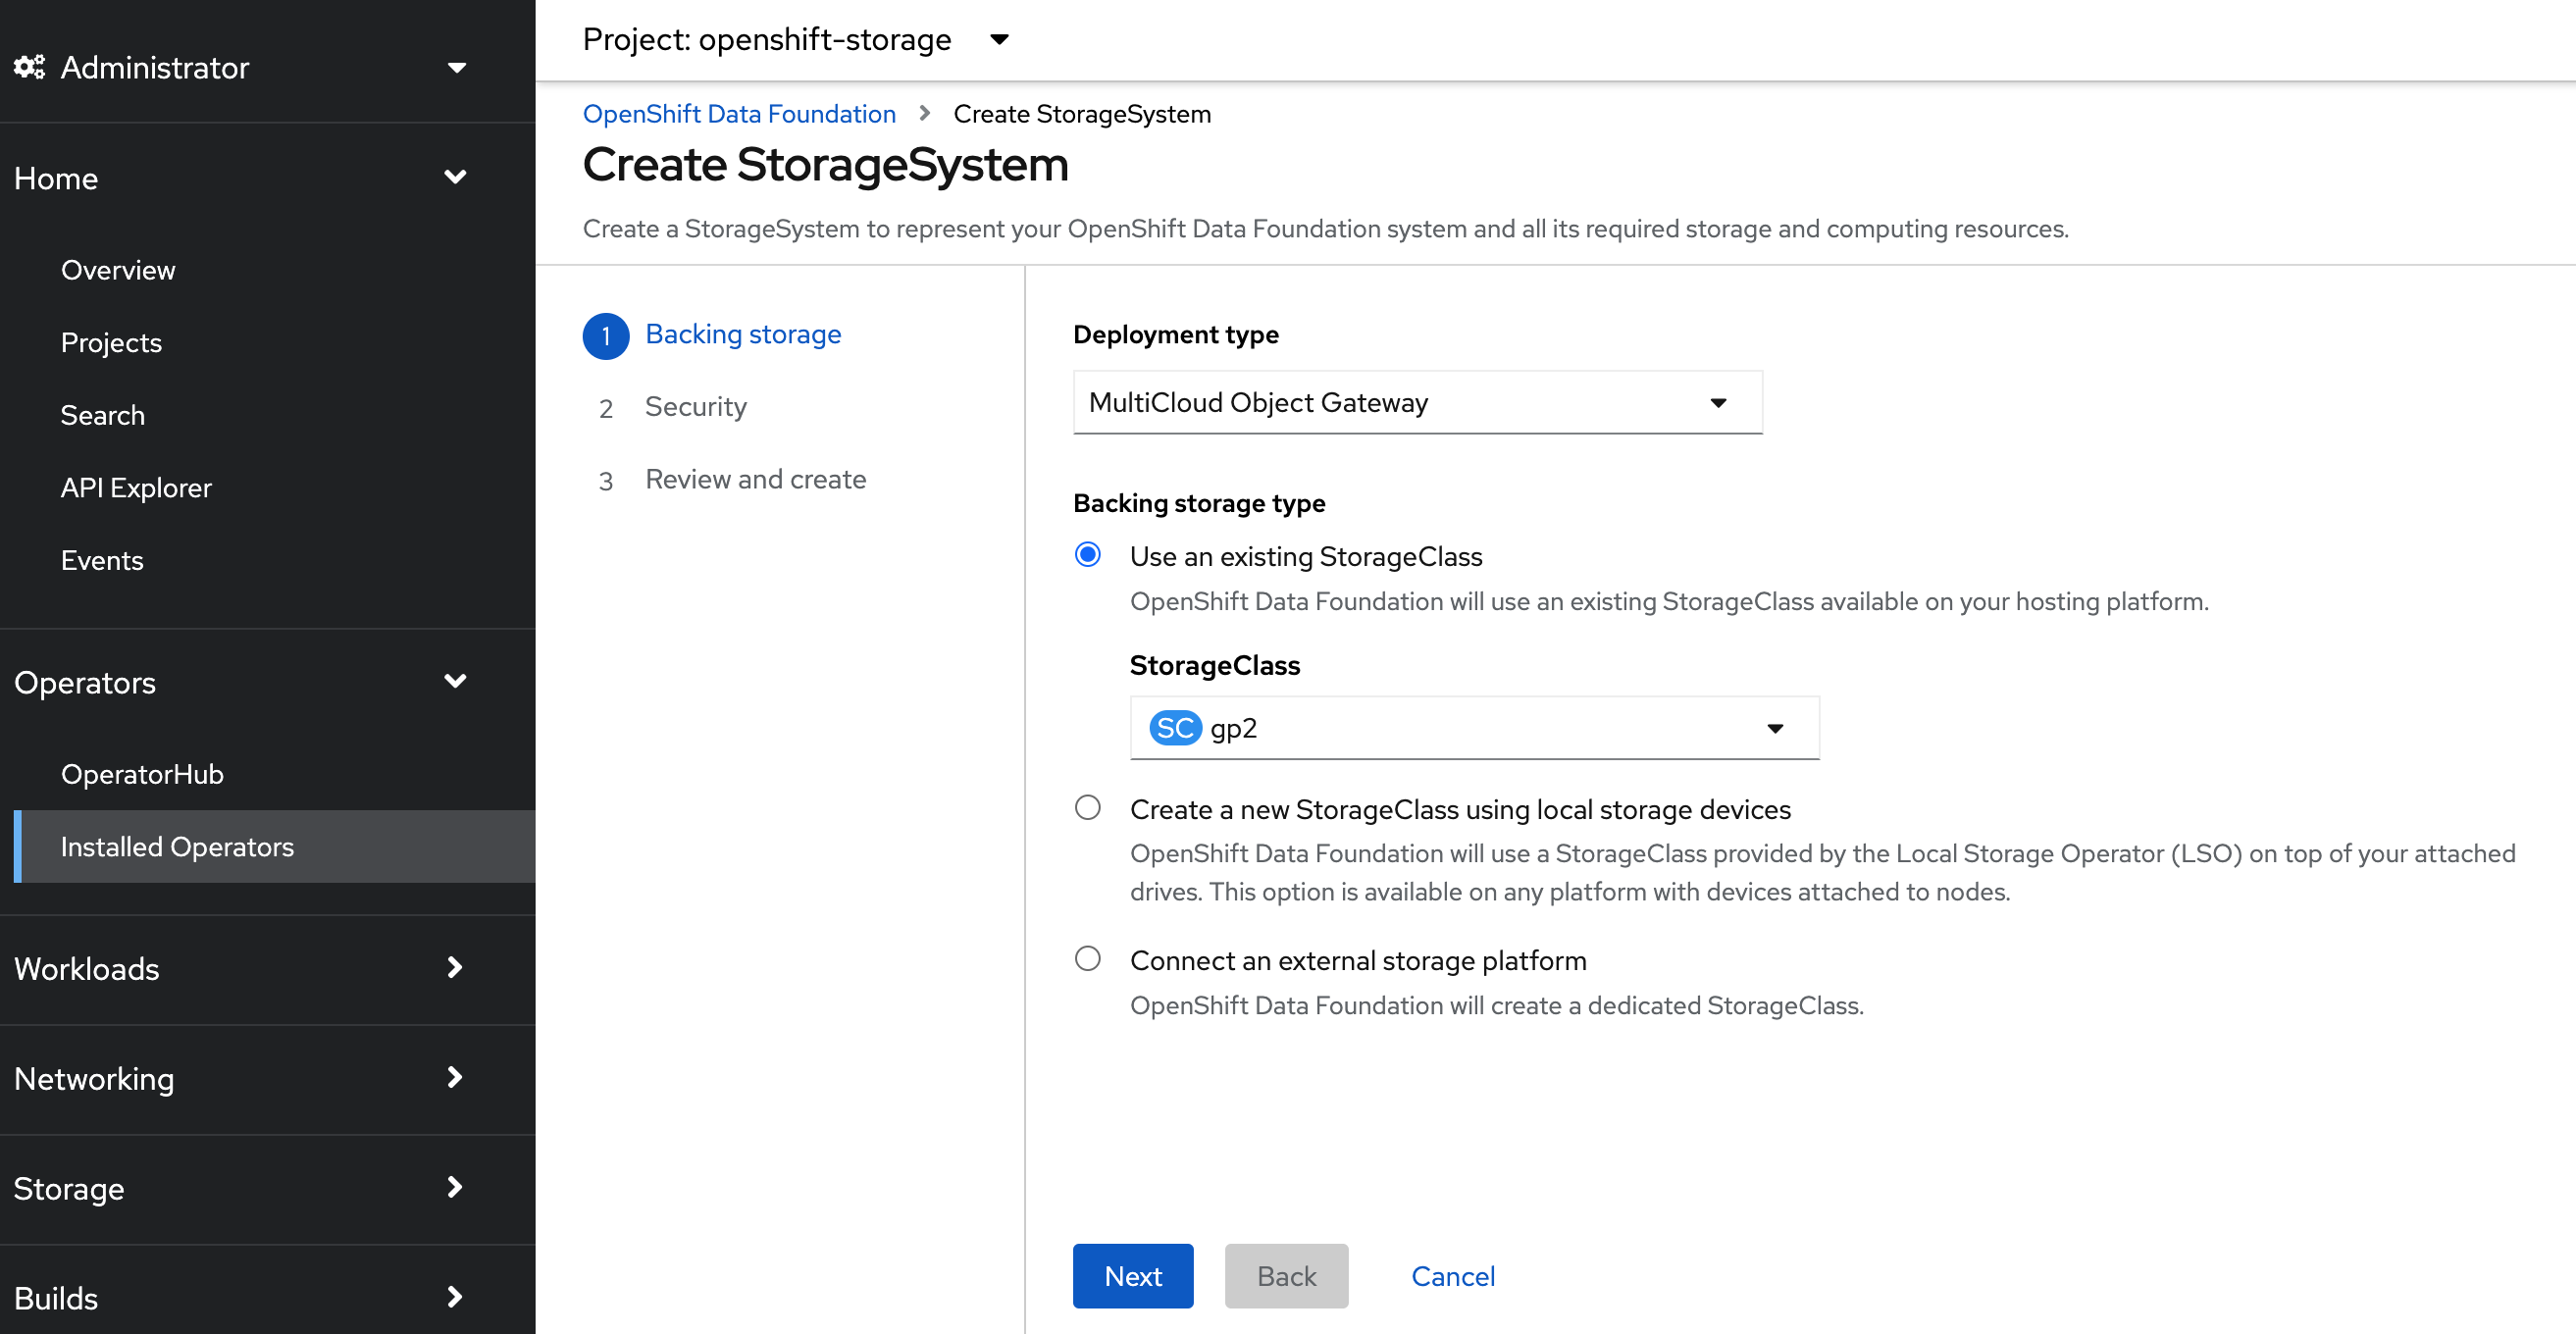 Administrator
Home
Overview
Projects
Search
API Explorer
Events
Operators
OperatorHub
Installed Operators
Workloads
Networking
Storage
Builds
Project: openshift-storage
OpenShift Data Foundation > Create StorageSystem
Create StorageSystem
Create a StorageSystem to represent your OpenShift Data Foundation system and all its required storage and computing resources.
1 Backing storage
2 Security
3 Review and create
Deployment type
MultiCloud Object Gateway
Backing storage type
Use an existing StorageClass
OpenShift Data Foundation will use an existing StorageClass available on your hosting platform.
StorageClass
SC gp2
Create a new StorageClass using local storage devices
OpenShift Data Foundation will use a StorageClass provided by the Local Storage Operator (LSO) on top of your attached
drives. This option is available on any platform with devices attached to nodes.
Connect an external storage platform
OpenShift Data Foundation will create a dedicated StorageClass.
Next Back Cancel